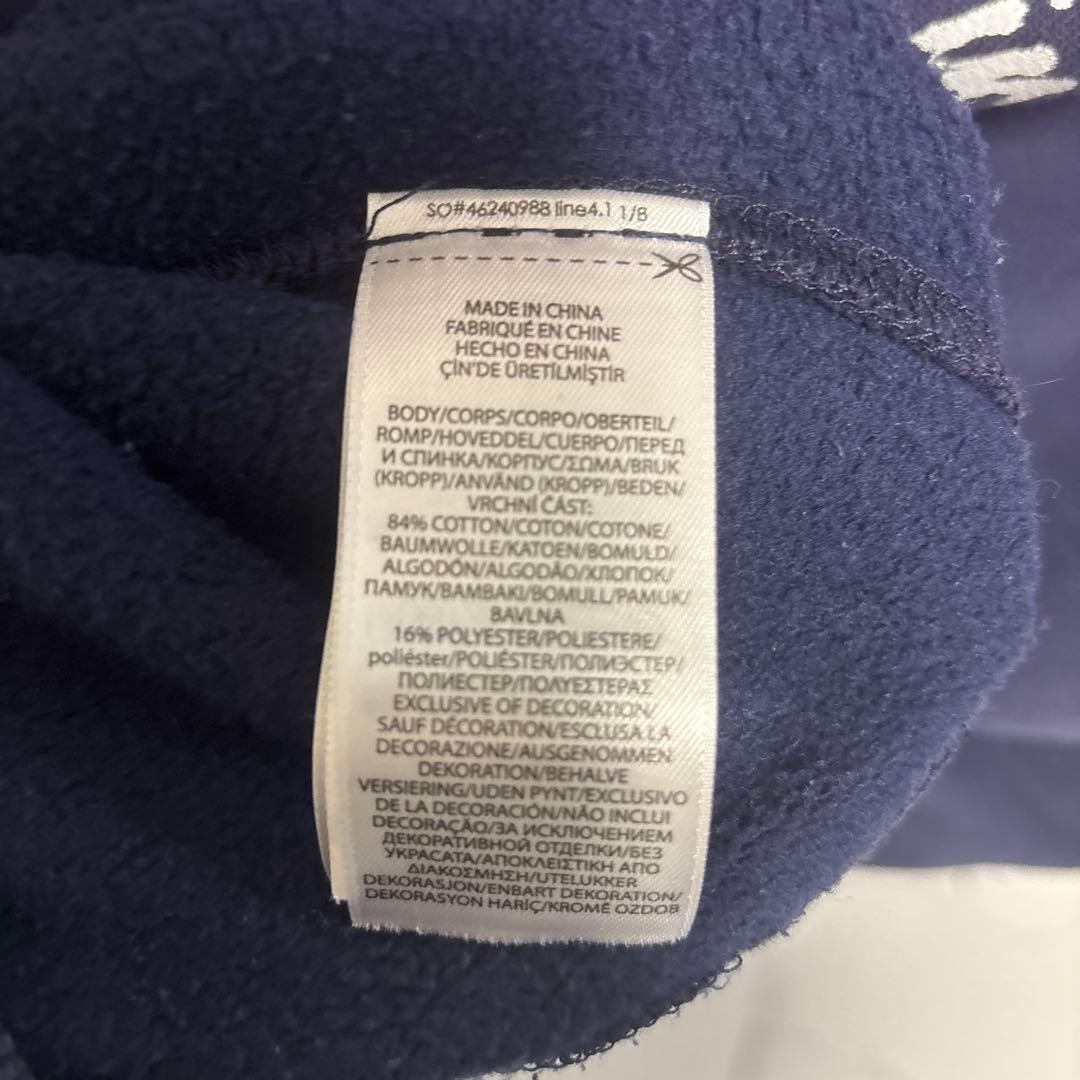 SO#46240988 line4.1 1/8
MADE IN CHINA
FABRIQUÉ EN CHINE
HECHO EN CHINA
ÇİN'DE ÜRETİLMİŞTİR
BODY/CORPS/CORPO/OBERTEIL/
ROMP/HOVEDDEL/CUERPO/ПЕРЕД
И СПИНКА/КОРПУС/ΣΩΜΑ/BRUK
(KROPP)/ANVÄND (KROPP)/BEDEN/
VRCHNÍ ČÁST:
84% COTTON/COTON/COTONE/
BAUMWOLLE/KATOEN/BOMULD/
ALGODÓN/ALGODÃO/ХЛОПОК/
ПАМУК/ΒΑΜΒΑΚΙ/BOMULL/PAMUK/
BAVLNA
16% POLYESTER/POLIESTERE/
poliéster/POLIÉSTER/ПОЛИЭСТЕР/
ПОЛИЕСТЕР/ΠΟΛΥΕΣΤΕΡΑΣ
EXCLUSIVE OF DECORATION/
SAUF DÉCORATION/ESCLUSA LA
DECORAZIONE/AUSGENOMMEN
DEKORATION/BEHALVE
VERSIERING/UDEN PYNT/EXCLUSIVO
DE LA DECORACIÓN/NÃO INCLUI
DECORAÇÃO/ЗА ИСКЛЮЧЕНИЕМ
ДЕКОРАТИВНОЙ ОТДЕЛКИ/БЕЗ
УКРАСАТА/ΑΠΟΚΛΕΙΣΤΙΚΗ ΑΠΟ
ΔΙΑΚΟΣΜΗΣΗ/UTELUKKER
DEKORASJON/ENBART DEKORATION/
DEKORASYON HARİÇ/KROMĚ OZDOB